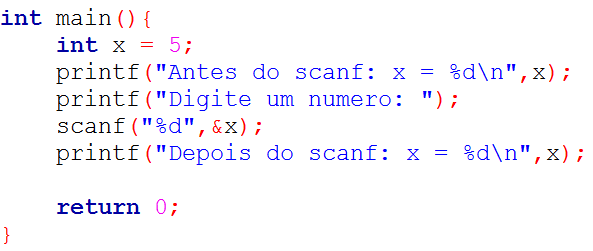 int main(){
    int x = 5;
    printf("Antes do scanf: x = %d\n",x);
    printf("Digite um numero: ");
    scanf("%d",&x);
    printf("Depois do scanf: x = %d\n",x);
    return 0;
}